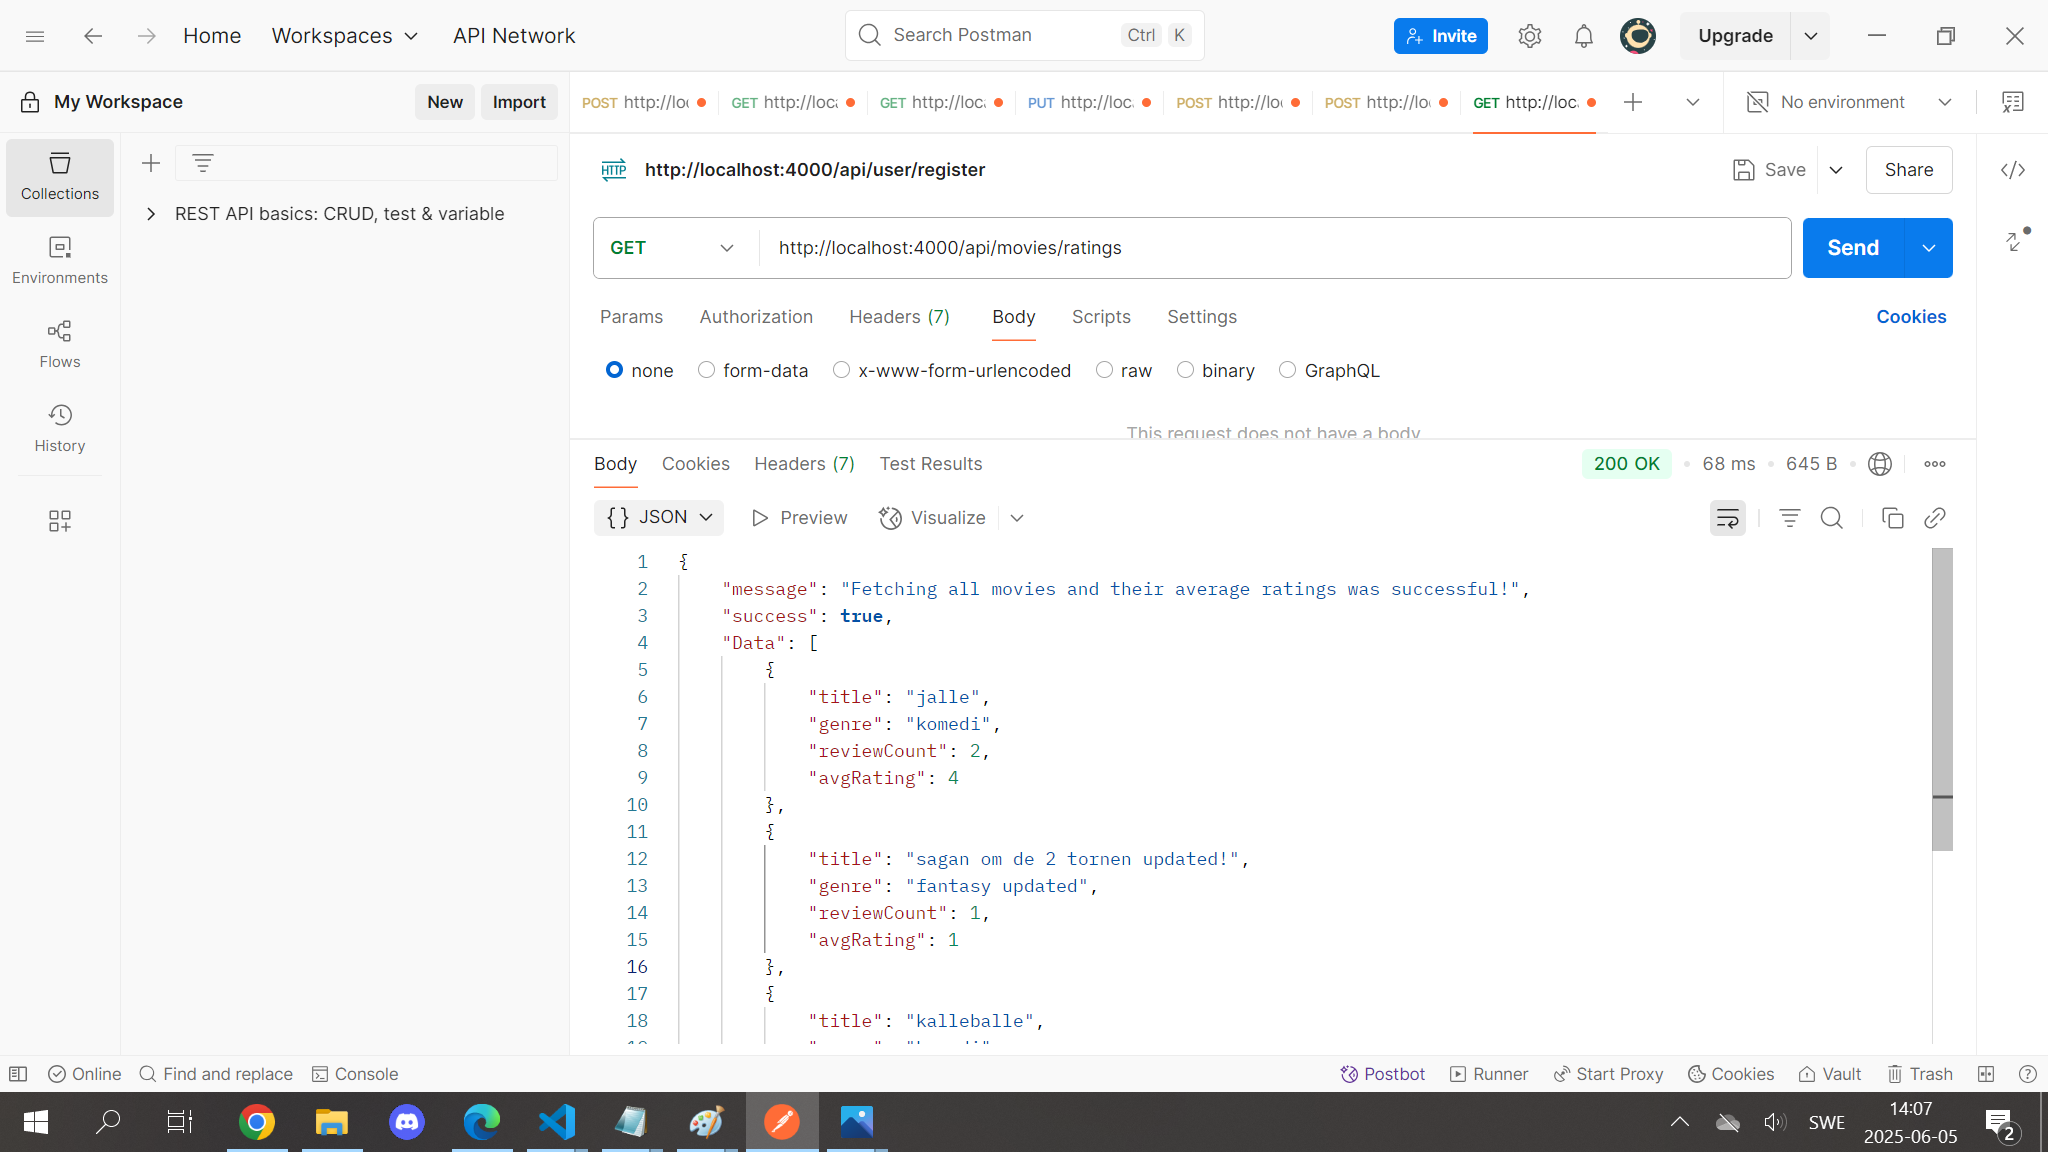 Home Workspaces API Network Search Postman Ctrl K Invite Upgrade
My Workspace New Import POST http://loc GET http://loca GET http://loca PUT http://loc POST http://loc POST http://loc GET http://loc No environment
Collections
Environments
Flows
History
REST API basics: CRUD, test & variable
HTTP http://localhost:4000/api/user/register Save Share
GET http://localhost:4000/api/movies/ratings Send
Params Authorization Headers (7) Body Scripts Settings Cookies
none form-data x-www-form-urlencoded raw binary GraphQL
This request does not have a body
Body Cookies Headers (7) Test Results 200 OK 68 ms 645 B
{} JSON Preview Visualize
1 {
2 "message": "Fetching all movies and their average ratings was successful!",
3 "success": true,
4 "Data": [
5 {
6 "title": "jalle",
7 "genre": "komedi",
8 "reviewCount": 2,
9 "avgRating": 4
10 },
11 {
12 "title": "sagan om de 2 tornen updated!",
13 "genre": "fantasy updated",
14 "reviewCount": 1,
15 "avgRating": 1
16 },
17 {
18 "title": "kalleballe",
Online Find and replace Console Postbot Runner Start Proxy Cookies Vault Trash
SWE 14:07
2025-06-05 2